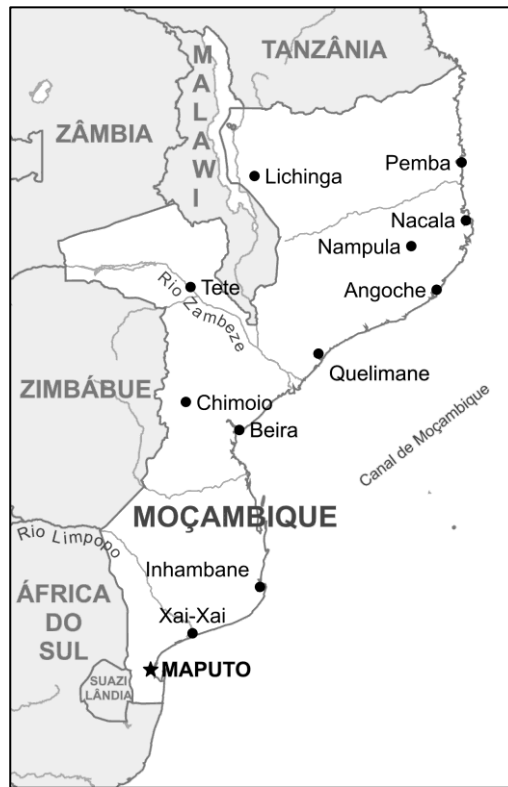 TANZÂNIA
MALAWI
ZÂMBIA
Pemba
Lichinga
Nacala
Nampula
Tete
Angoche
Rio Zambeze
Quelimane
ZIMBÁBUE
Chimoio
Beira
Canal de Moçambique
MOÇAMBIQUE
Rio Limpopo
Inhambane
ÁFRICA
DO
SUL
Xai-Xai
MAPUTO
SUAZI
LÂNDIA